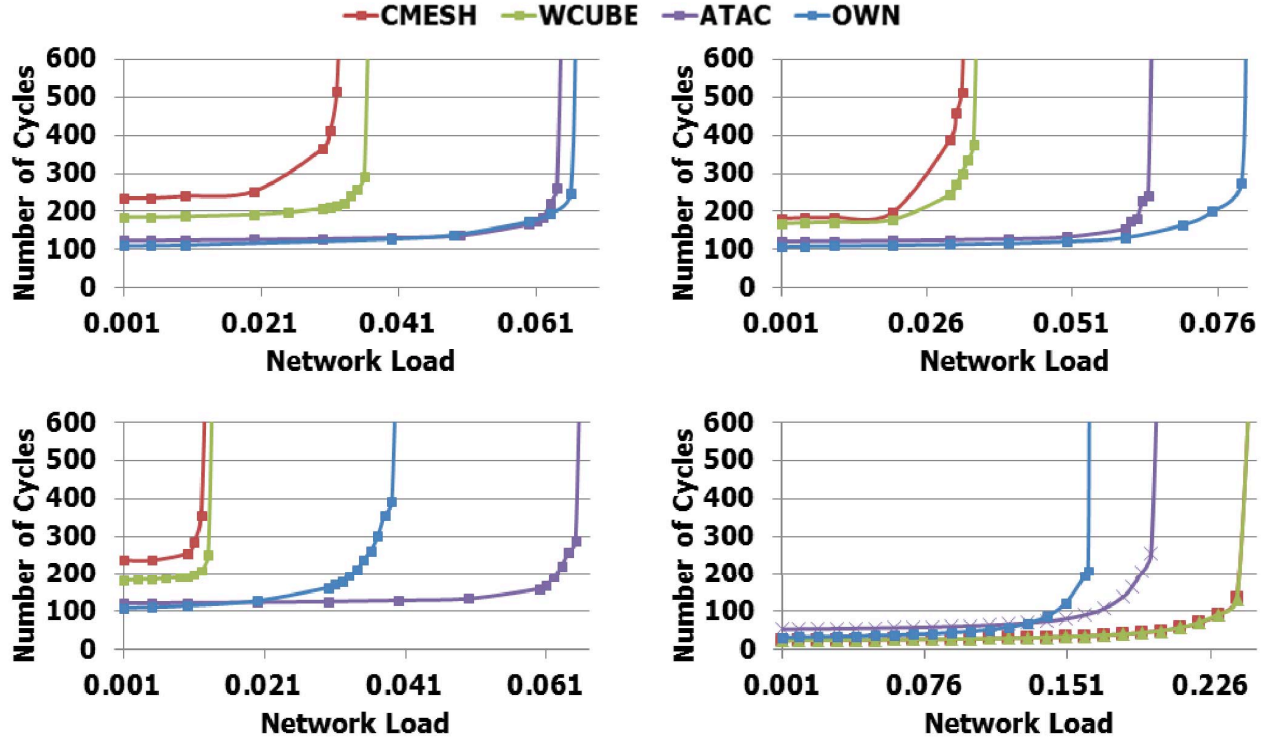 CMESH WCUBE ATAC OWN
Number of Cycles
600
500
400
300
200
100
0
0.001 0.021 0.041 0.061
Network Load
Number of Cycles
600
500
400
300
200
100
0
0.001 0.026 0.051 0.076
Network Load
Number of Cycles
600
500
400
300
200
100
0
0.001 0.021 0.041 0.061
Network Load
Number of Cycles
600
500
400
300
200
100
0
0.001 0.076 0.151 0.226
Network Load